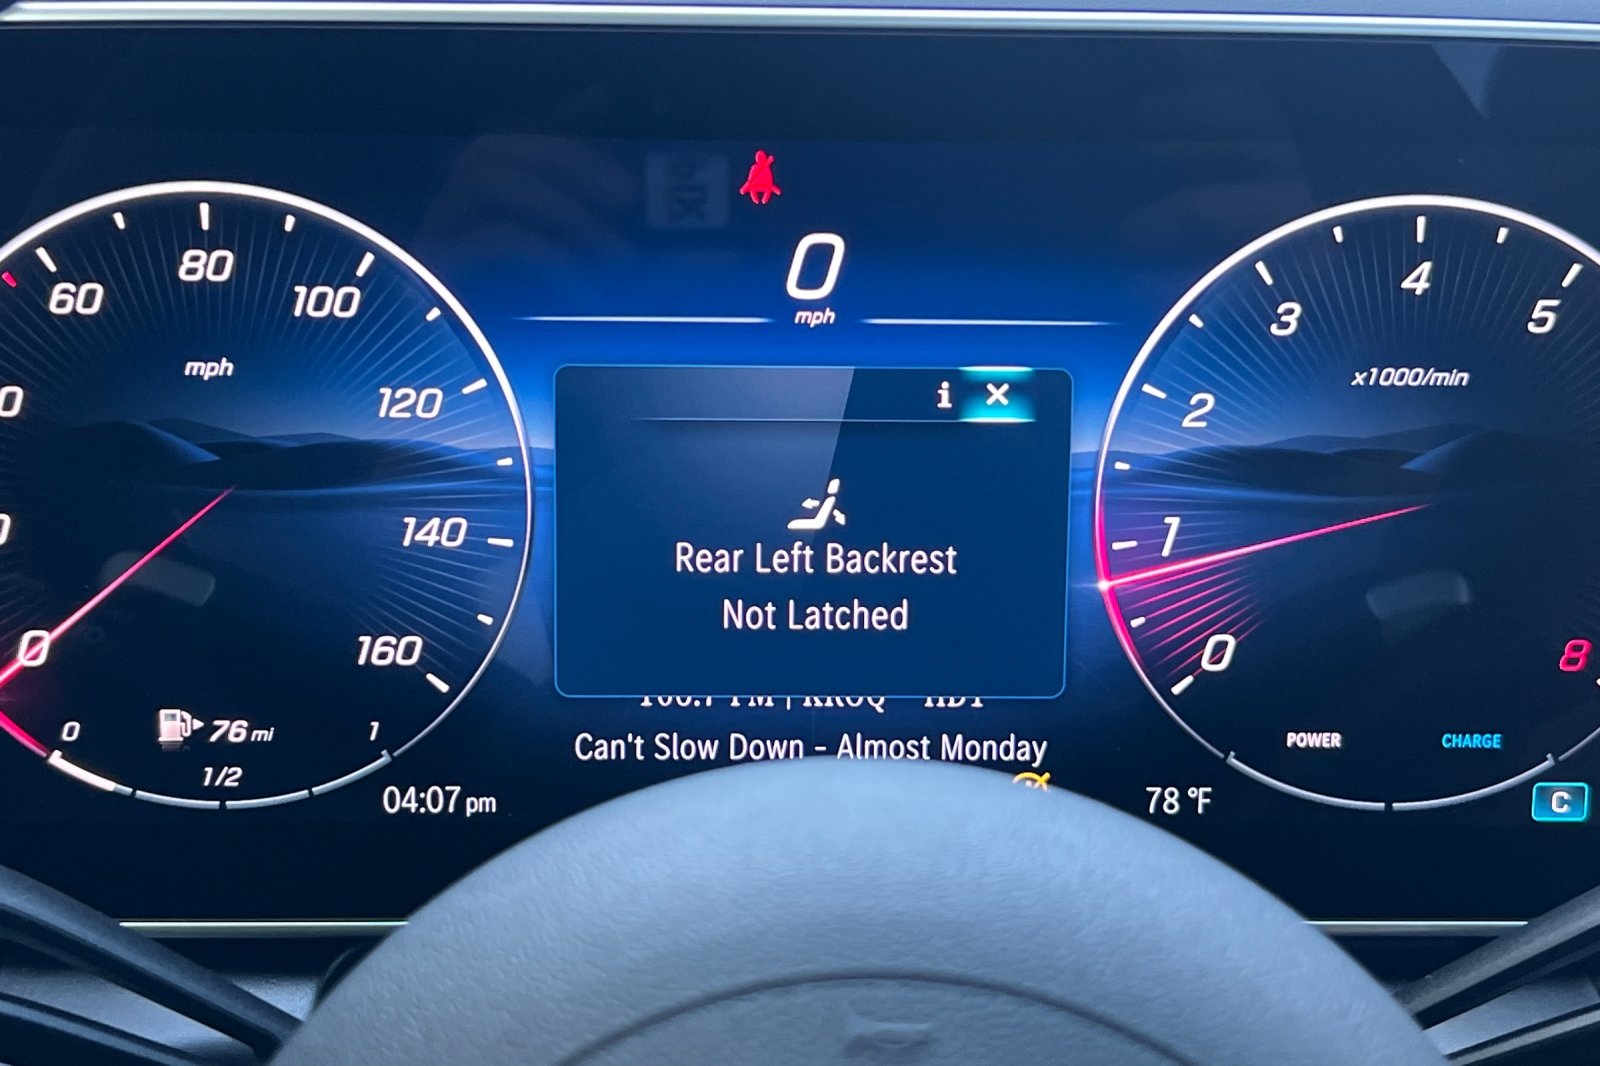 0
mph
60
80
100
120
140
160
0
mph
0
76 mi
1
1/2
04:07 pm
i
Rear Left Backrest
Not Latched
Can't Slow Down - Almost Monday
78 °F
0
1
2
3
4
5
8
x1000/min
POWER
CHARGE
C